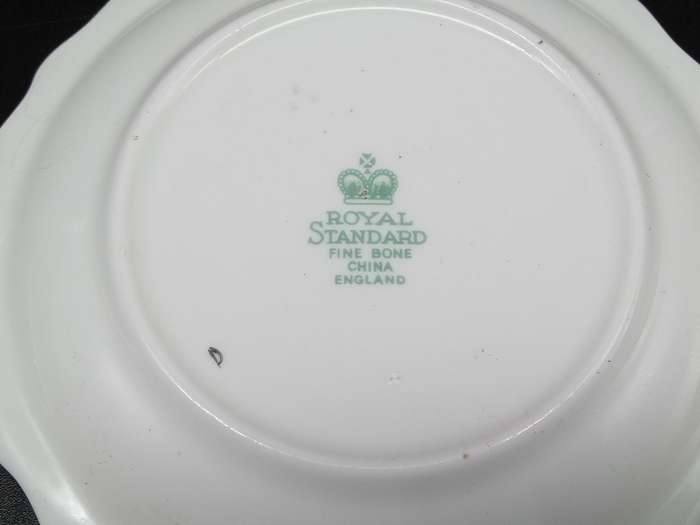 ROYAL
STANDARD
FINE BONE
CHINA
ENGLAND